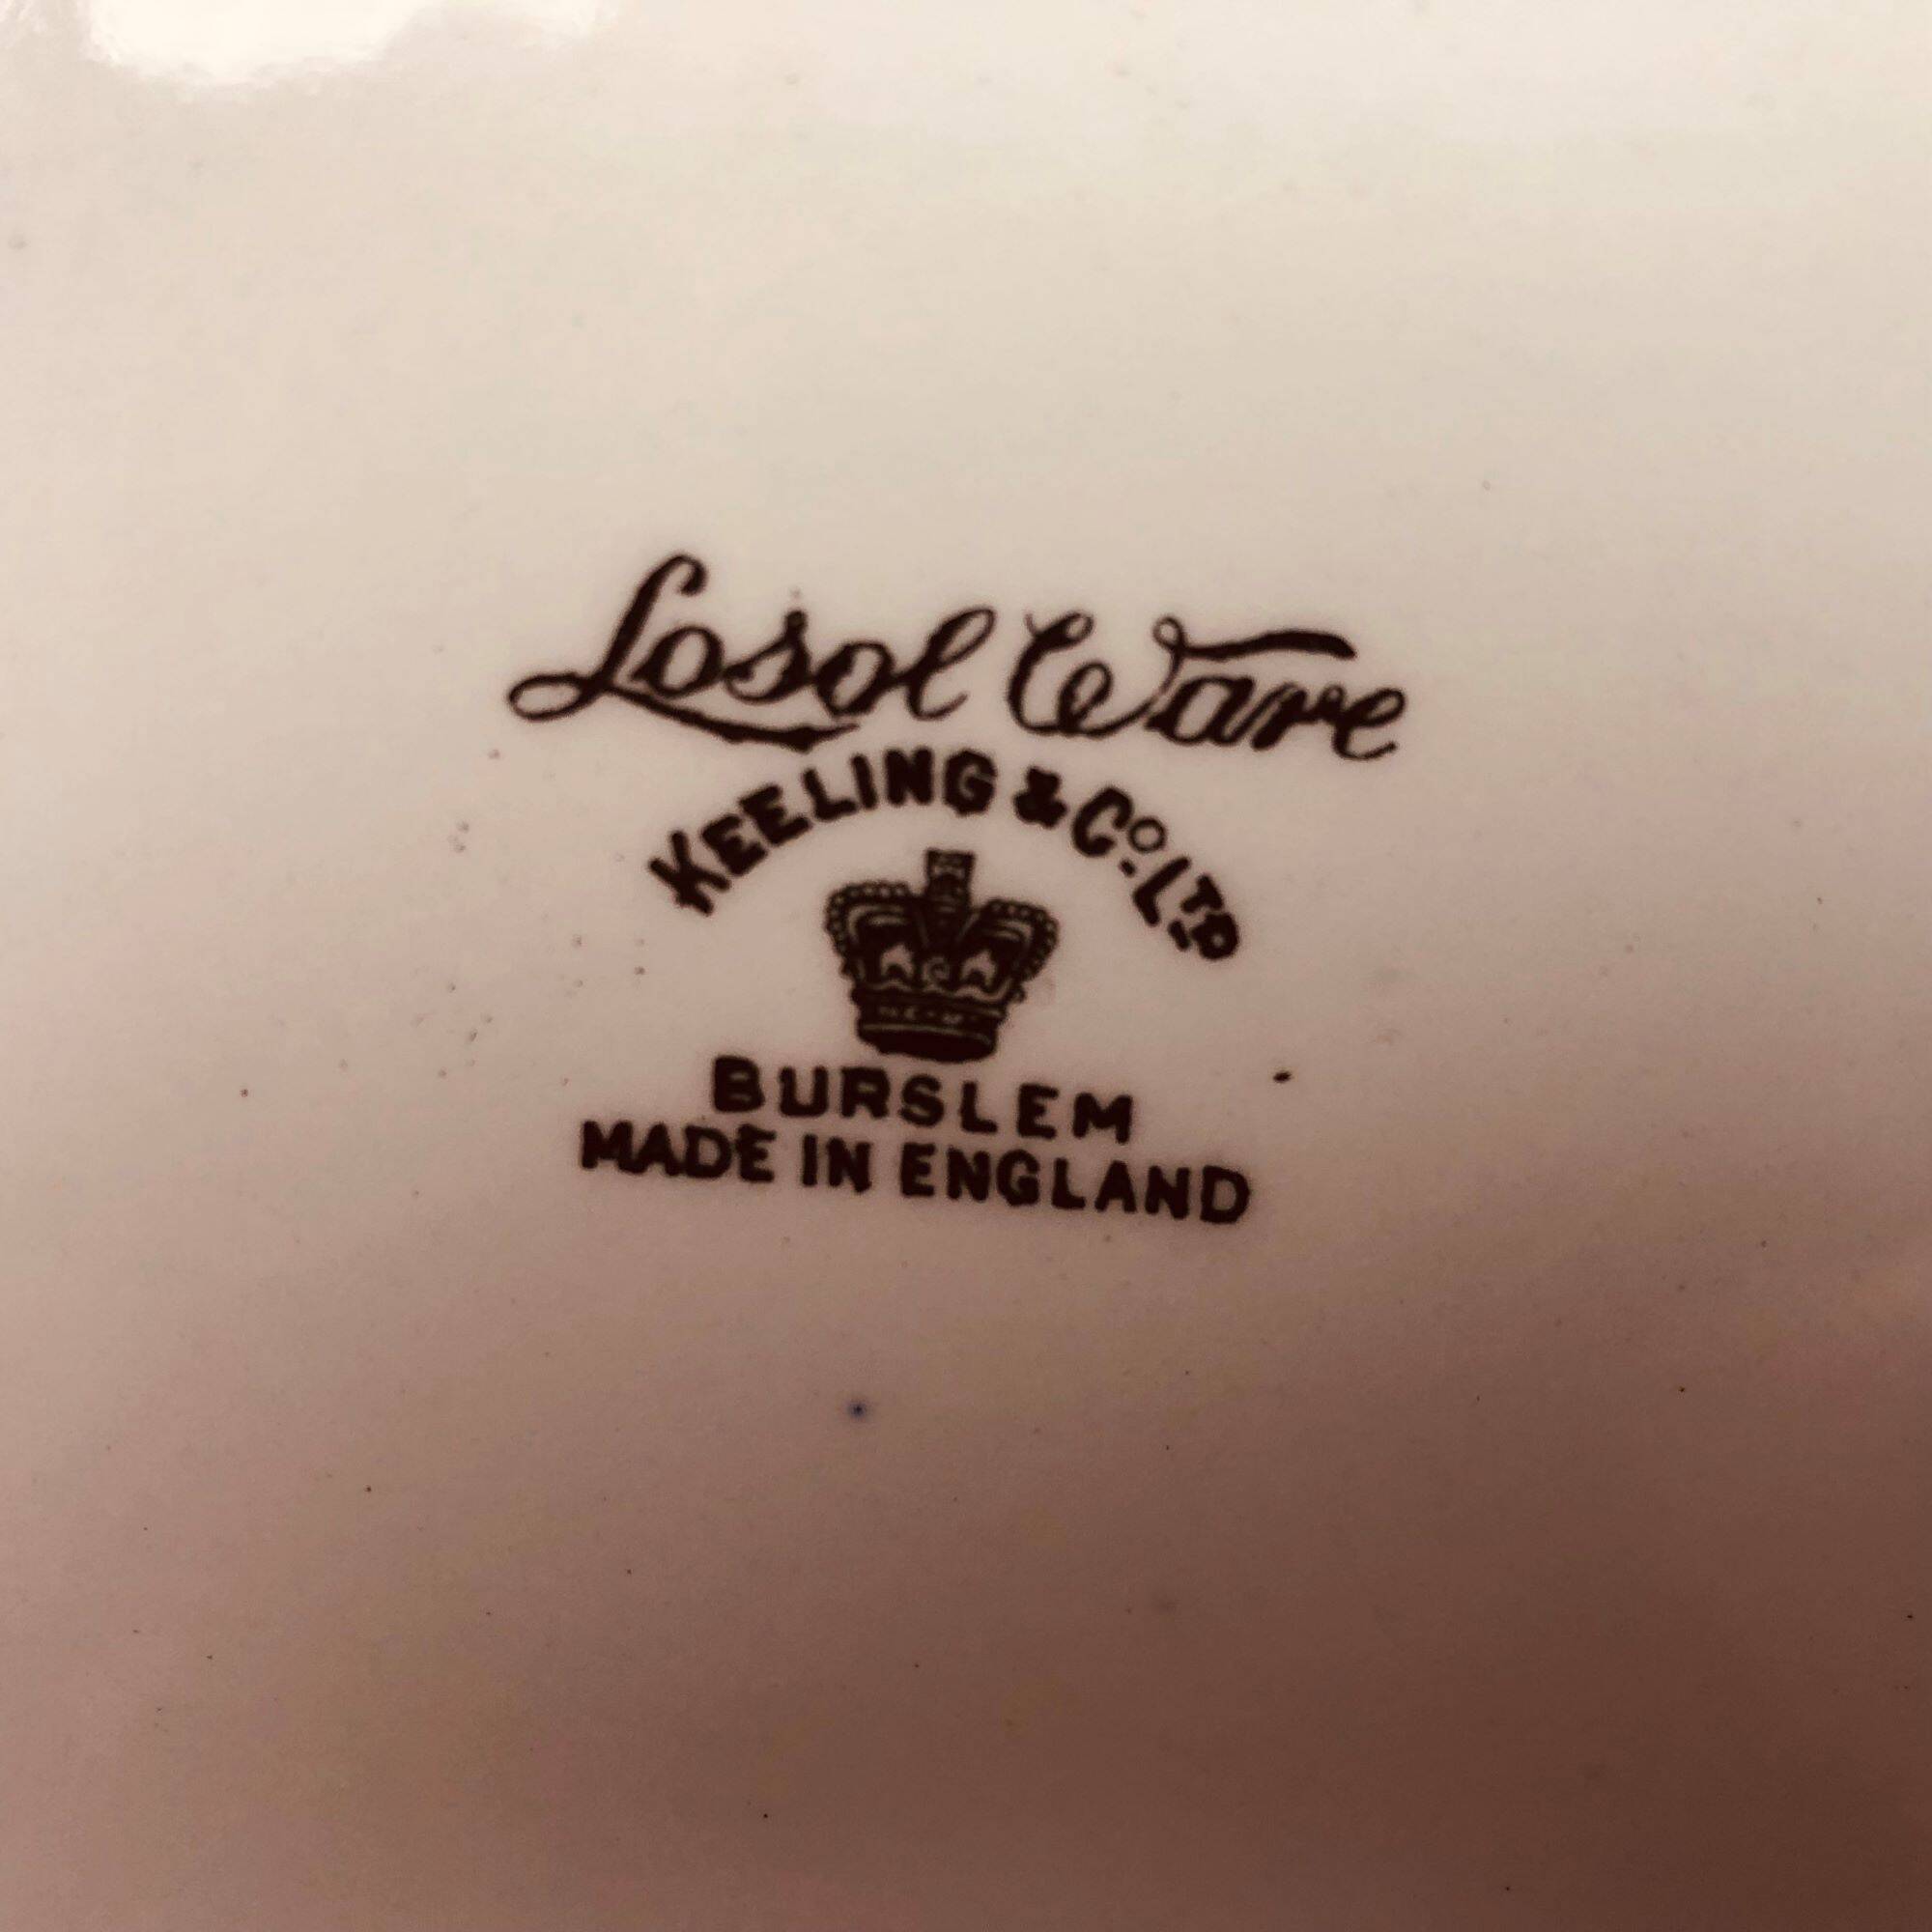 Losol Ware
KEELING & Co. LTD
BURSLEM
MADE IN ENGLAND